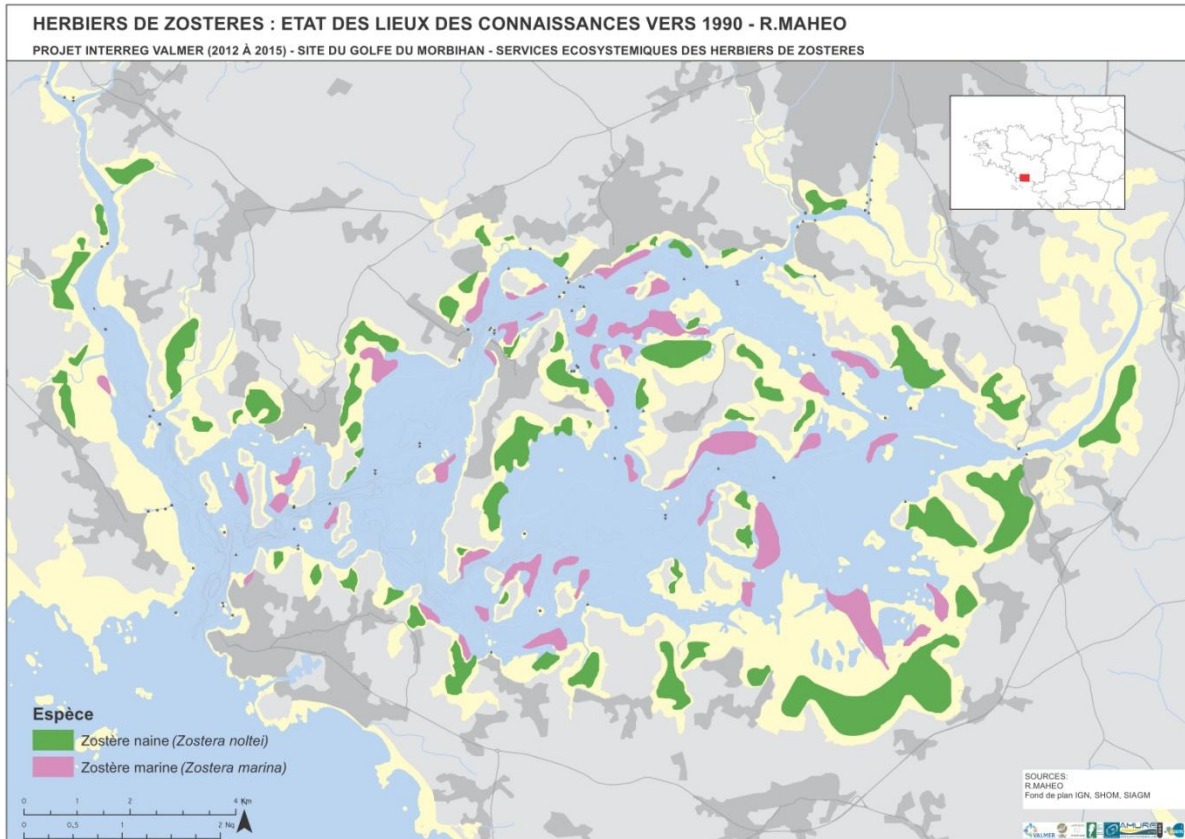 HERBIERS DE ZOSTERES : ETAT DES LIEUX DES CONNAISSANCES VERS 1990 - R.MAHEO
PROJET INTERREG VALMER (2012 À 2015) - SITE DU GOLFE DU MORBIHAN - SERVICES ECOSYSTEMIQUES DES HERBIERS DE ZOSTERES
Espèce
Zostère naine (Zostera noltei)
Zostère marine (Zostera marina)
0 1 2 4 Km
0 0,5 1 2 Nq
SOURCES:
R.MAHEO
Fond de plan IGN, SHOM, SIAGM
VALMER AMURE